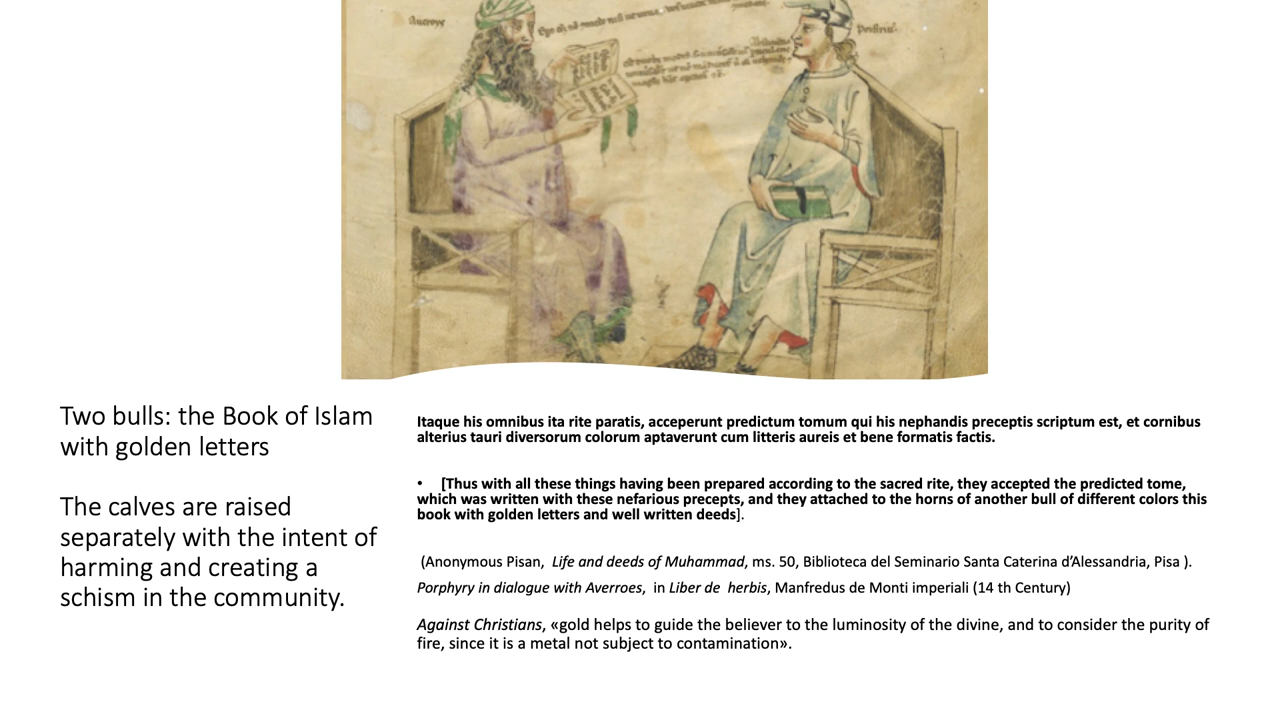 Two bulls: the Book of Islam
with golden letters
The calves are raised
separately with the intent of
harming and creating a
schism in the community.
Itaque his omnibus ita rite paratis, acceperunt predictum tomum qui his nephandis preceptis scriptum est, et cornibus
alterius tauri diversorum colorum aptaverunt cum litteris aureis et bene formatis factis.
• [Thus with all these things having been prepared according to the sacred rite, they accepted the predicted tome,
which was written with these nefarious precepts, and they attached to the horns of another bull of different colors this
book with golden letters and well written deeds].
(Anonymous Pisan, Life and deeds of Muhammad, ms. 50, Biblioteca del Seminario Santa Caterina d’Alessandria, Pisa ).
Porphyry in dialogue with Averroes, in Liber de herbis, Manfredus de Monti imperiali (14 th Century)
Against Christians, «gold helps to guide the believer to the luminosity of the divine, and to consider the purity of
fire, since it is a metal not subject to contamination».